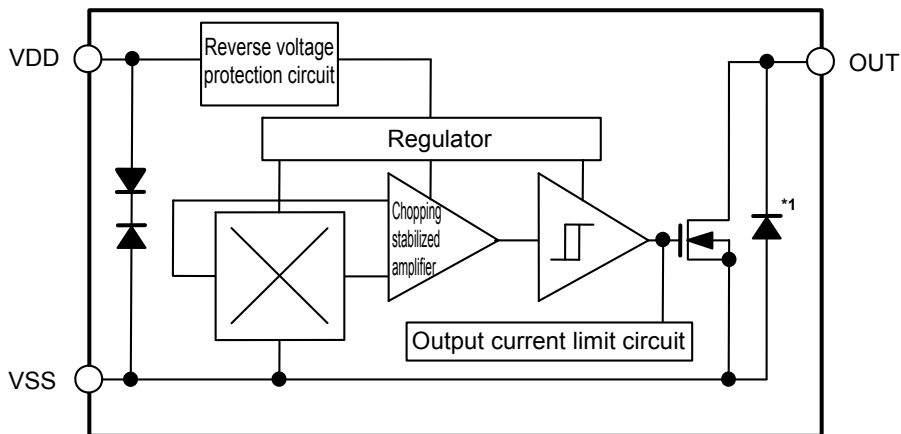 VDD
Reverse voltage
protection circuit
OUT
Regulator
Chopping
stabilized
amplifier
*1
Output current limit circuit
VSS